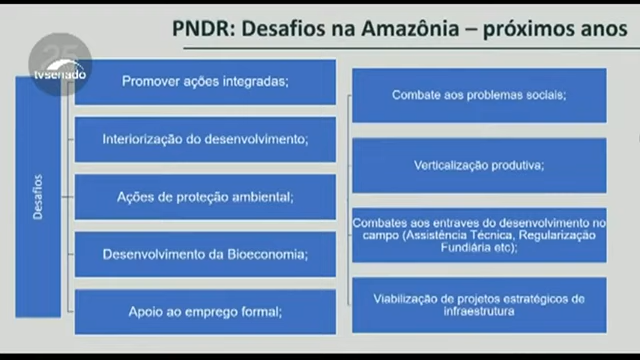 PNDR: Desafios na Amazônia – próximos anos
25
tvsenado
Desafios
Promover ações integradas;
Interiorização do desenvolvimento;
Ações de proteção ambiental;
Desenvolvimento da Bioeconomia;
Apoio ao emprego formal;
Combate aos problemas sociais;
Verticalização produtiva;
Combates aos entraves do desenvolvimento no
campo (Assistência Técnica, Regularização
Fundiária etc);
Viabilização de projetos estratégicos de
infraestrutura